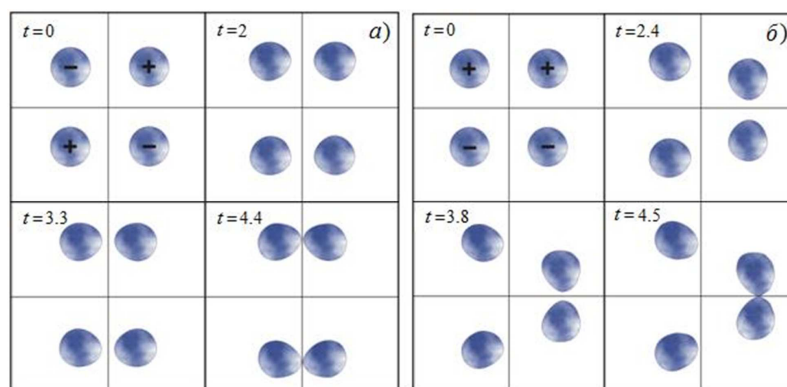 t=0
t=2
а)
− +
+ −
t=3.3
t=4.4
t=0
t=2.4
б)
+ +
− −
t=3.8
t=4.5